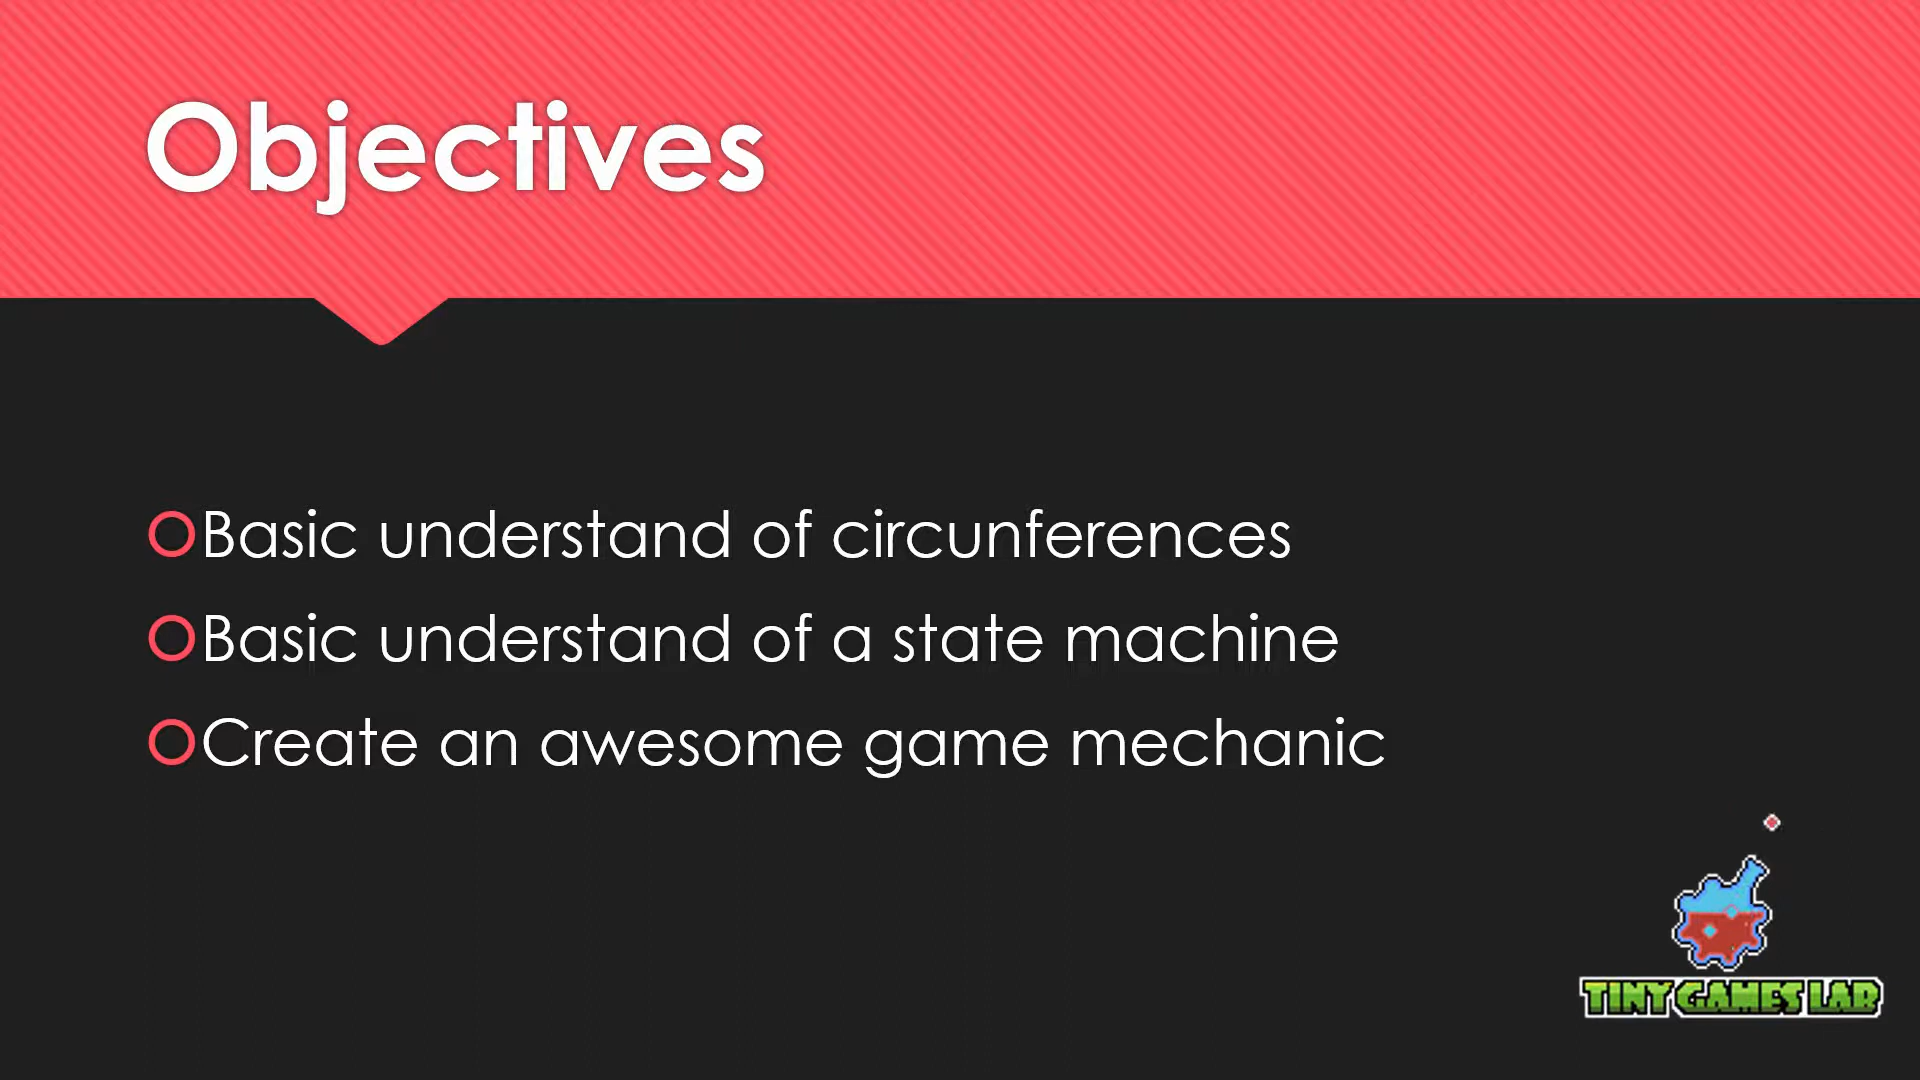 Objectives
Basic understand of circunferences
Basic understand of a state machine
Create an awesome game mechanic
TINY GAMES LAB